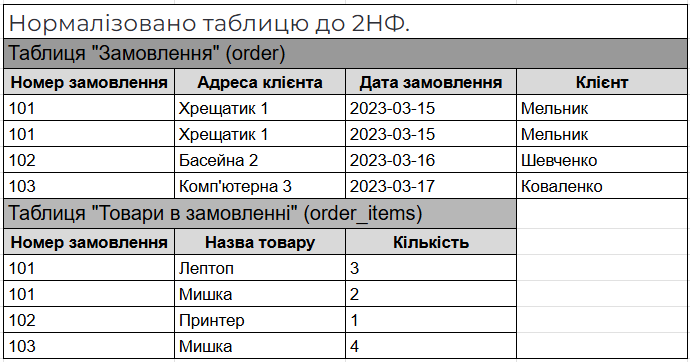 Нормалізовано таблицю до 2НФ.
Таблиця "Замовлення" (order)
Номер замовлення Адреса клієнта Дата замовлення Клієнт
101 Хрещатик 1 2023-03-15 Мельник
101 Хрещатик 1 2023-03-15 Мельник
102 Басейна 2 2023-03-16 Шевченко
103 Комп'ютерна 3 2023-03-17 Коваленко
Таблиця "Товари в замовленні" (order_items)
Номер замовлення Назва товару Кількість
101 Лептоп 3
101 Мишка 2
102 Принтер 1
103 Мишка 4